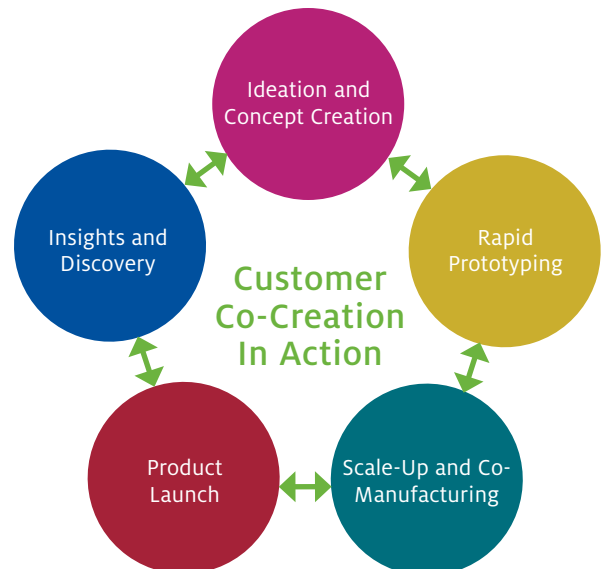 Ideation and
Concept Creation
Insights and
Discovery
Rapid
Prototyping
Customer
Co-Creation
In Action
Product
Launch
Scale-Up and Co-
Manufacturing